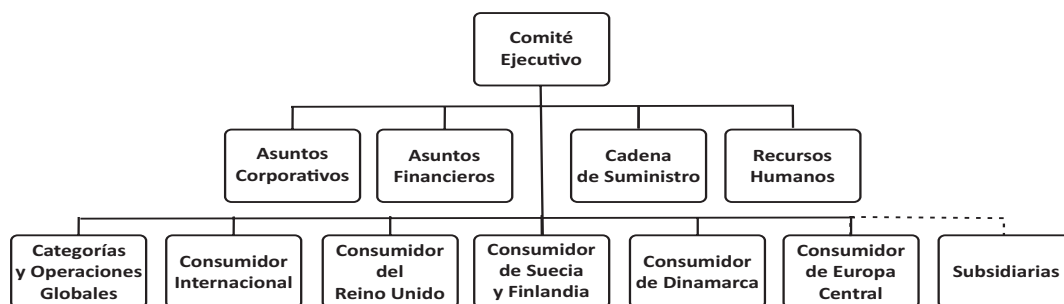 Comité
Ejecutivo
Asuntos
Corporativos
Asuntos
Financieros
Cadena
de Suministro
Recursos
Humanos
Categorías
y Operaciones
Globales
Consumidor
Internacional
Consumidor
del
Reino Unido
Consumidor
de Suecia
y Finlandia
Consumidor
de Dinamarca
Consumidor
de Europa
Central
Subsidiarias